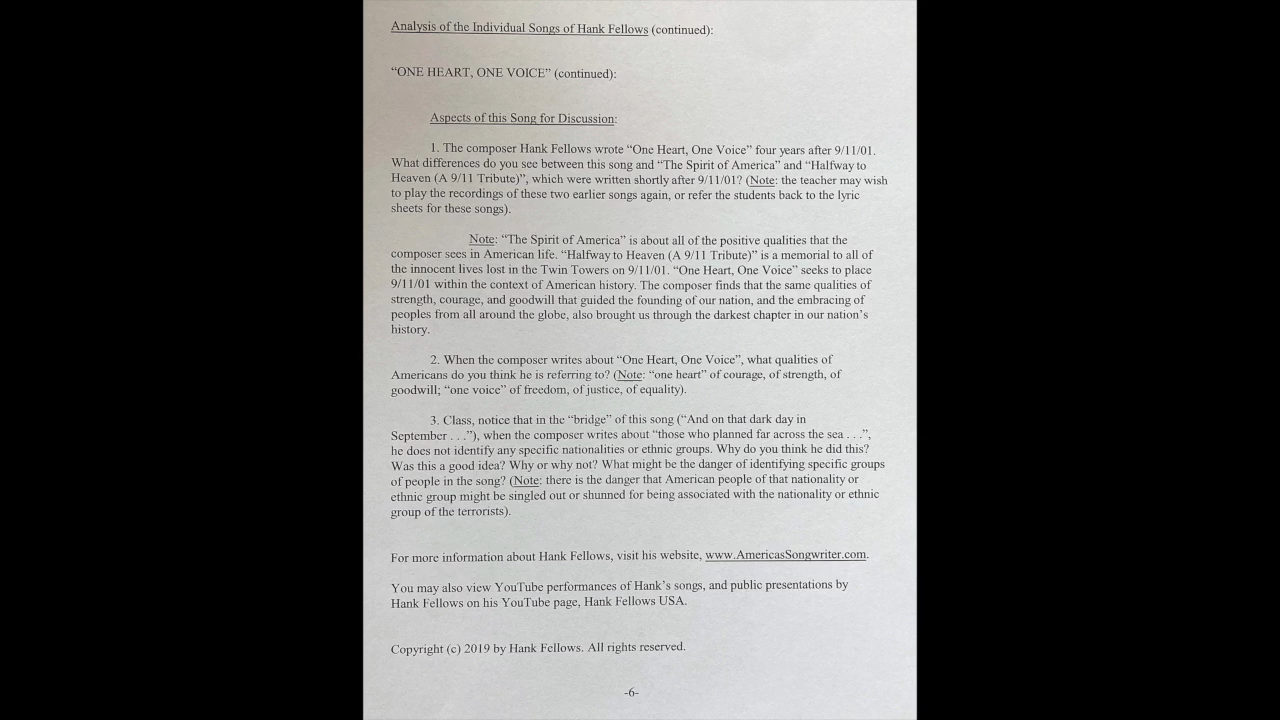 Analysis of the Individual Songs of Hank Fellows (continued):
“ONE HEART, ONE VOICE” (continued):
Aspects of this Song for Discussion:
1. The composer Hank Fellows wrote “One Heart, One Voice” four years after 9/11/01.
What differences do you see between this song and “The Spirit of America” and “Halfway to
Heaven (A 9/11 Tribute)”, which were written shortly after 9/11/01? (Note: the teacher may wish
to play the recordings of these two earlier songs again, or refer the students back to the lyric
sheets for these songs).
Note: “The Spirit of America” is about all of the positive qualities that the
composer sees in American life. “Halfway to Heaven (A 9/11 Tribute)” is a memorial to all of
the innocent lives lost in the Twin Towers on 9/11/01. “One Heart, One Voice” seeks to place
9/11/01 within the context of American history. The composer finds that the same qualities of
strength, courage, and goodwill that guided the founding of our nation, and the embracing of
peoples from all around the globe, also brought us through the darkest chapter in our nation’s
history.
2. When the composer writes about “One Heart, One Voice”, what qualities of
Americans do you think he is referring to? (Note: “one heart” of courage, of strength, of
goodwill; “one voice” of freedom, of justice, of equality).
3. Class, notice that in the “bridge” of this song (“And on that dark day in
September . . .”), when the composer writes about “those who planned far across the sea . . .”,
he does not identify any specific nationalities or ethnic groups. Why do you think he did this?
Was this a good idea? Why or why not? What might be the danger of identifying specific groups
of people in the song? (Note: there is the danger that American people of that nationality or
ethnic group might be singled out or shunned for being associated with the nationality or ethnic
group of the terrorists).
For more information about Hank Fellows, visit his website, www.AmericasSongwriter.com.
You may also view YouTube performances of Hank’s songs, and public presentations by
Hank Fellows on his YouTube page, Hank Fellows USA.
Copyright (c) 2019 by Hank Fellows. All rights reserved.
-6-